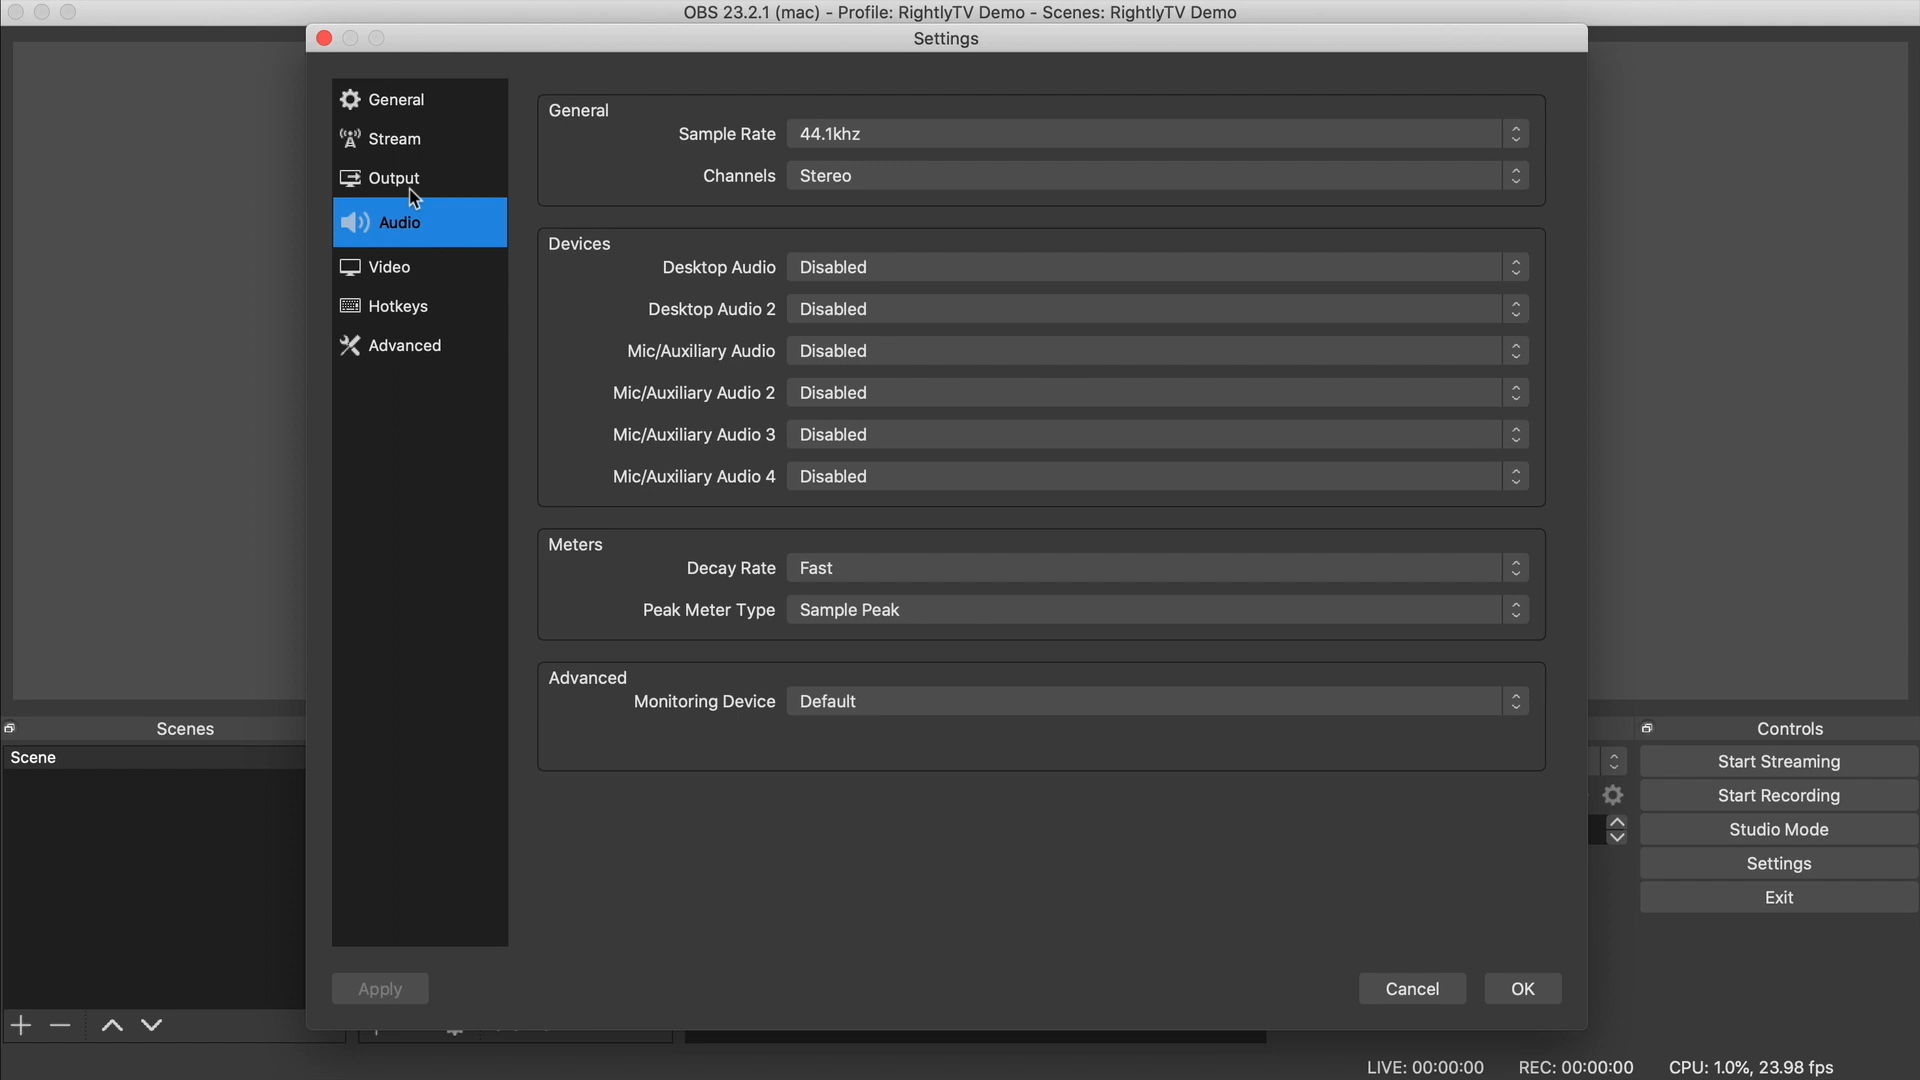 OBS 23.2.1 (mac) - Profile: RightlyTV Demo - Scenes: RightlyTV Demo
Settings
General
Stream
Output
Audio
Video
Hotkeys
Advanced
General
Sample Rate 44.1khz
Channels Stereo
Devices
Desktop Audio Disabled
Desktop Audio 2 Disabled
Mic/Auxiliary Audio Disabled
Mic/Auxiliary Audio 2 Disabled
Mic/Auxiliary Audio 3 Disabled
Mic/Auxiliary Audio 4 Disabled
Meters
Decay Rate Fast
Peak Meter Type Sample Peak
Advanced
Monitoring Device Default
Apply
Cancel
OK
Scenes
Scene
Controls
Start Streaming
Start Recording
Studio Mode
Settings
Exit
LIVE: 00:00:00 REC: 00:00:00 CPU: 1.0%, 23.98 fps